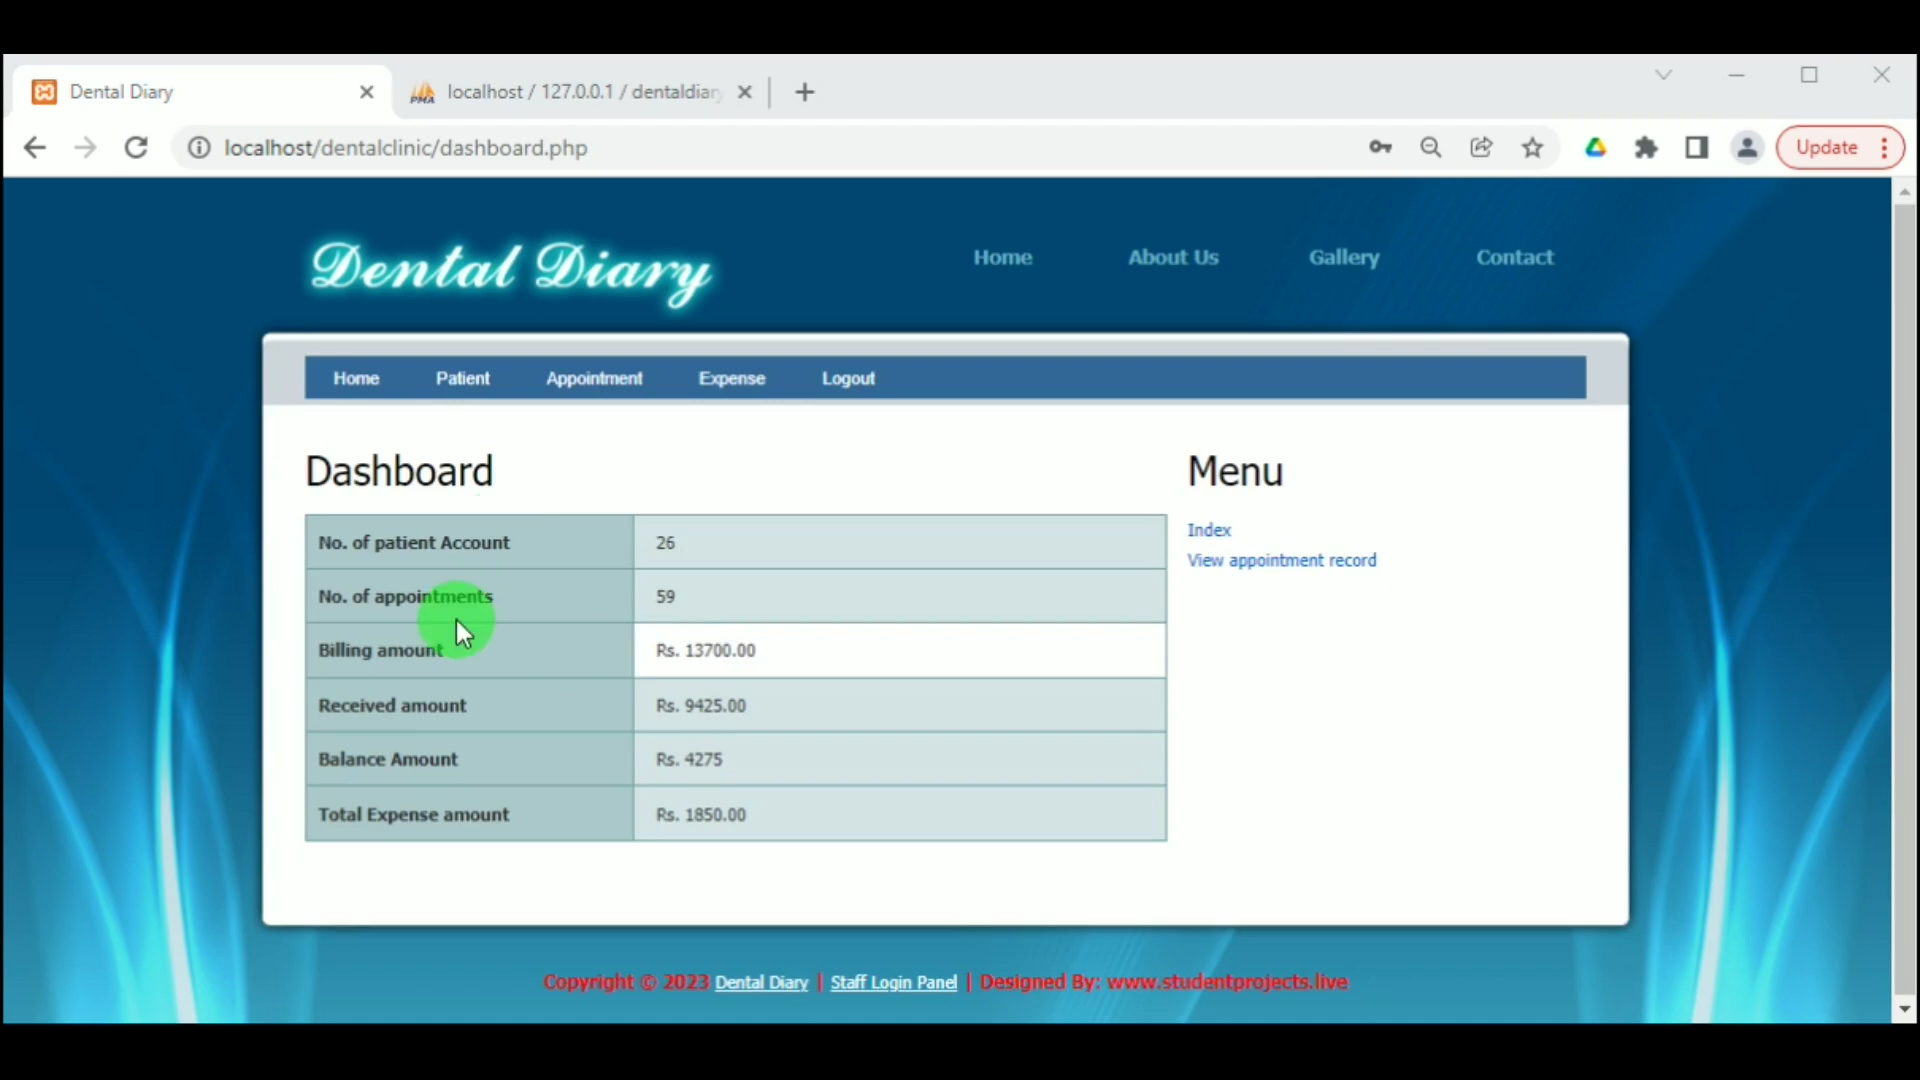 Dental Diary
localhost / 127.0.0.1 / dentaldiary
localhost/dentalclinic/dashboard.php
Update
Dental Diary
Home About Us Gallery Contact
Home Patient Appointment Expense Logout
Dashboard
No. of patient Account 26
No. of appointments 59
Billing amount Rs. 13700.00
Received amount Rs. 9425.00
Balance Amount Rs. 4275
Total Expense amount Rs. 1850.00
Menu
Index
View appointment record
Copyright © 2023 Dental Diary | Staff Login Panel | Designed By: www.studentprojects.live